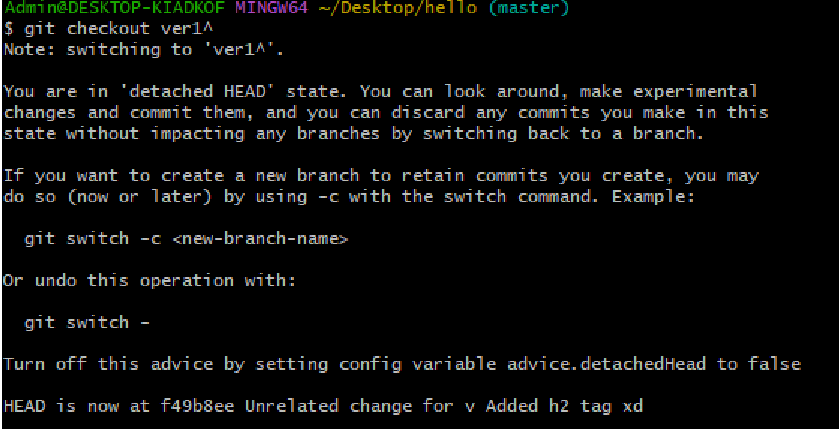 Admin@DESKTOP-KIADKOF MINGW64 ~/Desktop/hello (master)
$ git checkout ver1^
Note: switching to 'ver1^'.
You are in 'detached HEAD' state. You can look around, make experimental
changes and commit them, and you can discard any commits you make in this
state without impacting any branches by switching back to a branch.
If you want to create a new branch to retain commits you create, you may
do so (now or later) by using -c with the switch command. Example:
git switch -c <new-branch-name>
Or undo this operation with:
git switch -
Turn off this advice by setting config variable advice.detachedHead to false
HEAD is now at f49b8ee Unrelated change for v Added h2 tag xd